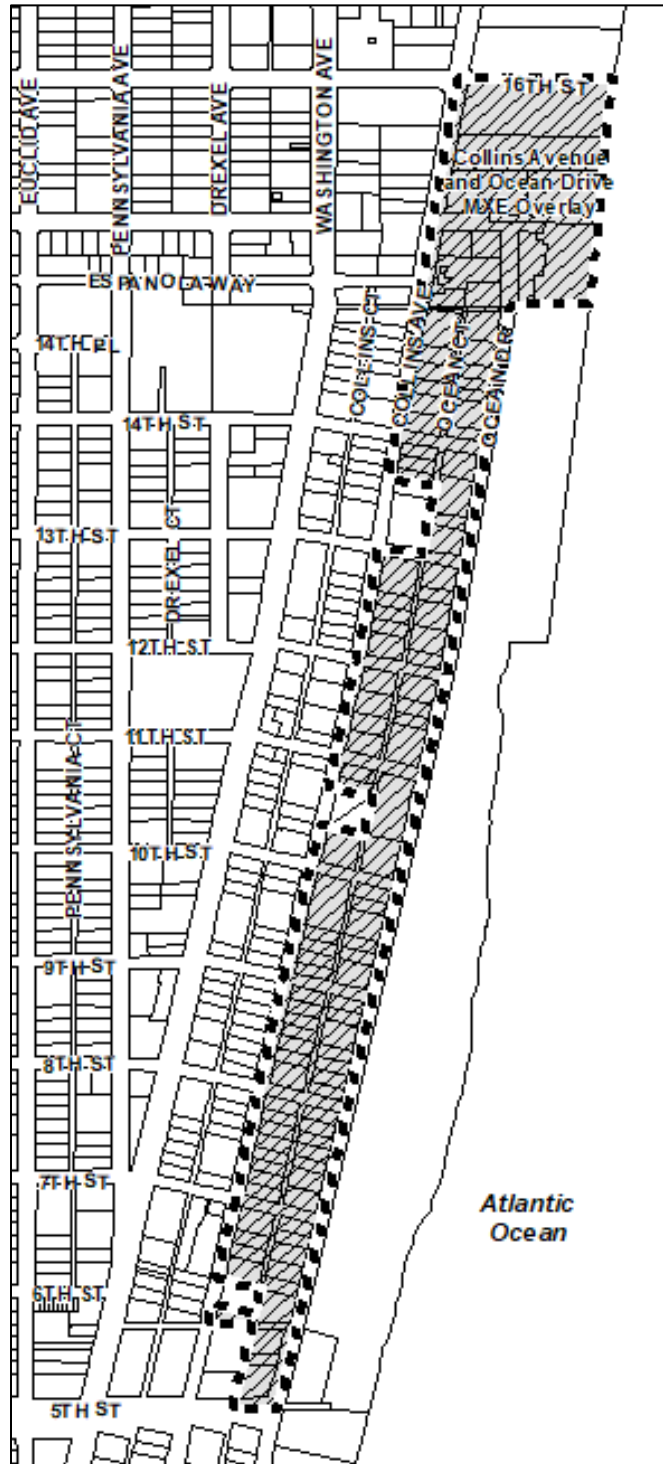 EUCLID AVE
PENNSYLVANIA AVE
DREXEL AVE
WASHINGTON AVE
16TH ST
Collins Avenue
and Ocean Drive
MXE Overlay
ESPANOLA WAY
14TH PL
COLLINS CT
COLLINS AVE
OCEAN CT
OCEAN DR
14TH ST
DREXEL CT
13TH ST
12TH ST
11TH ST
PENNSYLVANIA CT
10TH ST
9TH ST
8TH ST
7TH ST
Atlantic
Ocean
6TH ST
5TH ST